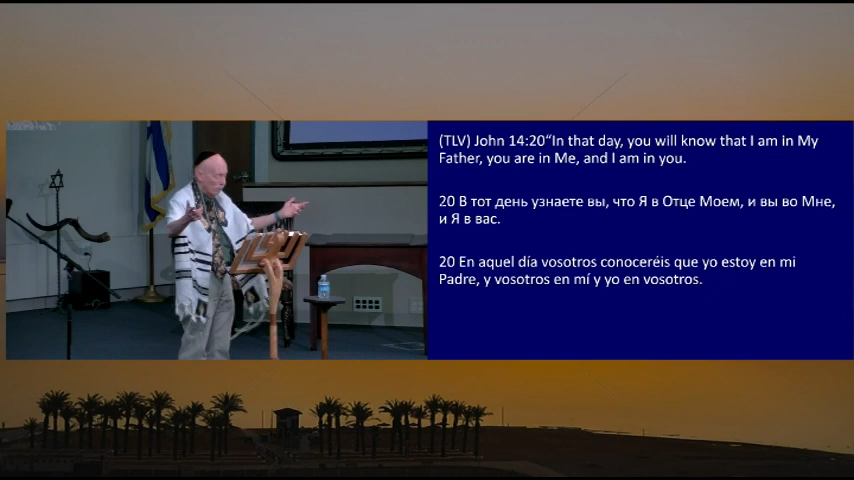 (TLV) John 14:20“In that day, you will know that I am in My
Father, you are in Me, and I am in you.
20 В тот день узнаете вы, что Я в Отце Моем, и вы во Мне,
и Я в вас.
20 En aquel día vosotros conoceréis que yo estoy en mi
Padre, y vosotros en mí y yo en vosotros.